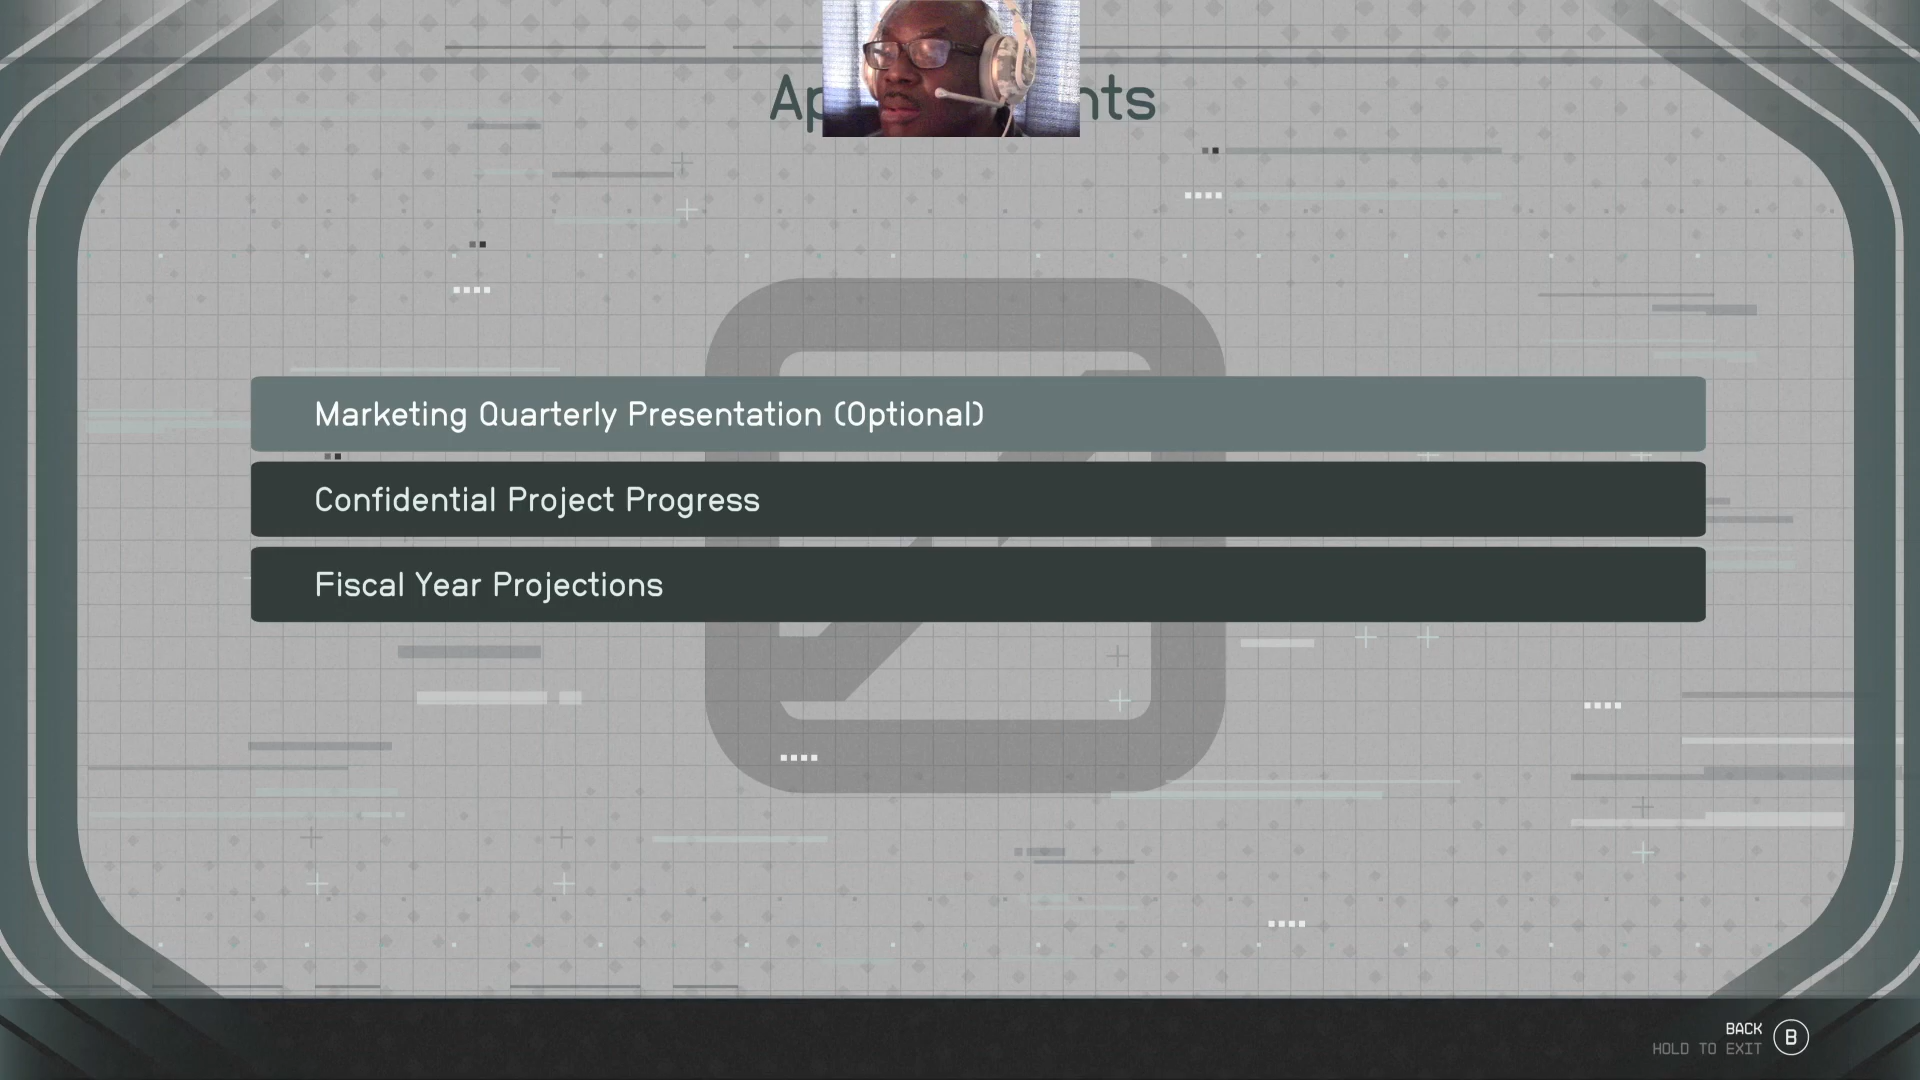 Marketing Quarterly Presentation (Optional)
Confidential Project Progress
Fiscal Year Projections
BACK
HOLD TO EXIT
B